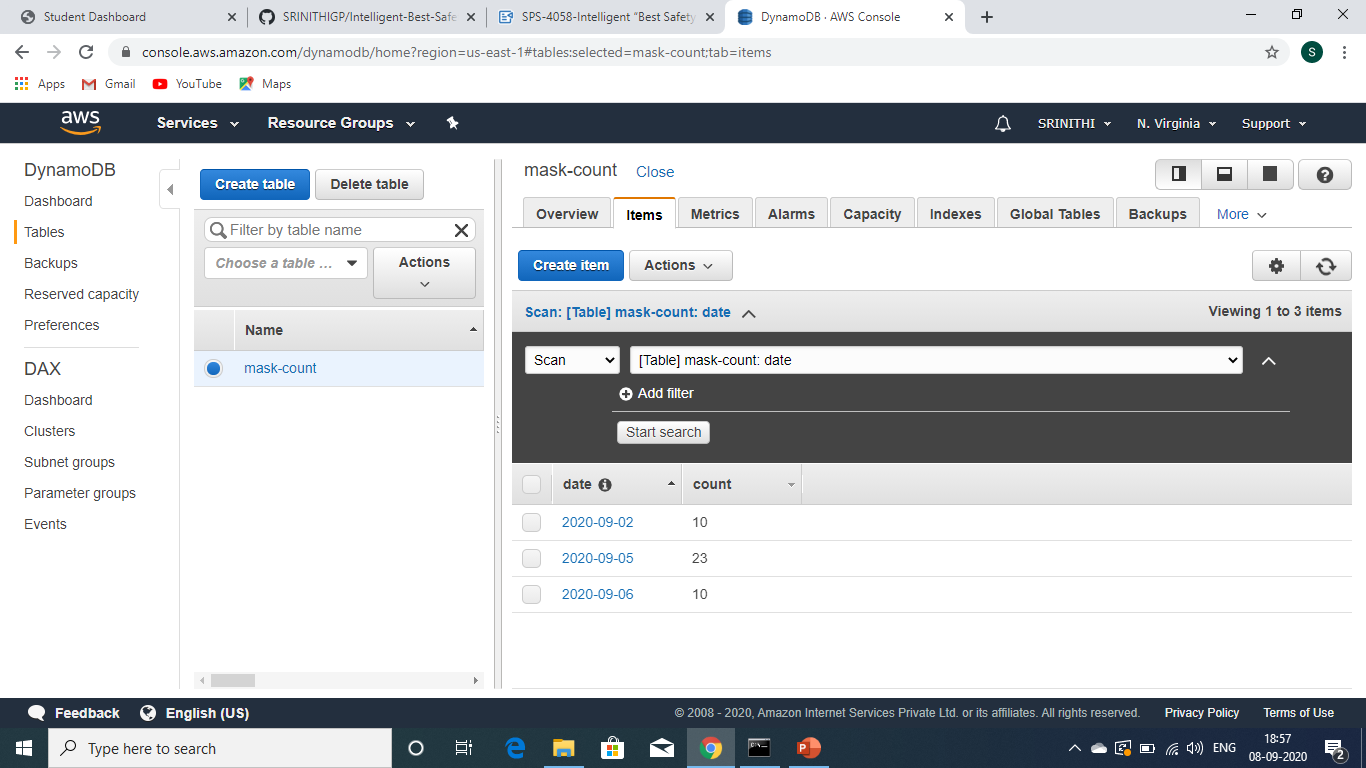 Student Dashboard
SRINITHIGP/Intelligent-Best-Safe
SPS-4058-Intelligent "Best Safety
DynamoDB · AWS Console
console.aws.amazon.com/dynamodb/home?region=us-east-1#tables:selected=mask-count;tab=items
S
Apps
Gmail
YouTube
Maps
aws
Services
Resource Groups
SRINITHI
N. Virginia
Support
DynamoDB
Dashboard
Tables
Backups
Reserved capacity
Preferences
DAX
Dashboard
Clusters
Subnet groups
Parameter groups
Events
Create table
Delete table
Filter by table name
Choose a table ...
Actions
Name
mask-count
mask-count
Close
Overview
Items
Metrics
Alarms
Capacity
Indexes
Global Tables
Backups
More
Create item
Actions
Scan: [Table] mask-count: date
Viewing 1 to 3 items
Scan
[Table] mask-count: date
Add filter
Start search
date
count
2020-09-02 10
2020-09-05 23
2020-09-06 10
Feedback
English (US)
© 2008 - 2020, Amazon Internet Services Private Ltd. or its affiliates. All rights reserved.
Privacy Policy
Terms of Use
Type here to search
ENG
18:57
08-09-2020
2